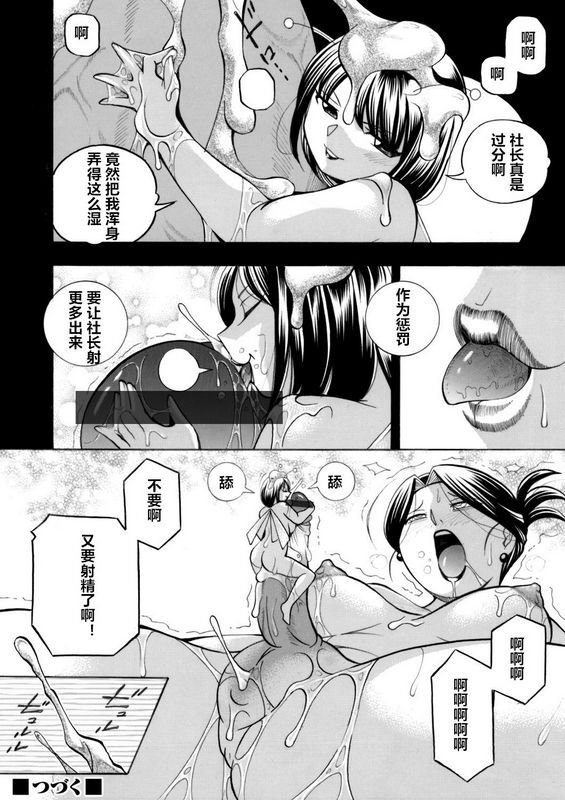 啊啊
啊
啊
社长真是
过分啊
竟然把我浑身
弄得这么湿
作为惩罚
要让社长射
更多出来
舔
舔
不要啊
又要射精了啊！
啊啊啊
啊啊啊啊啊
つづく